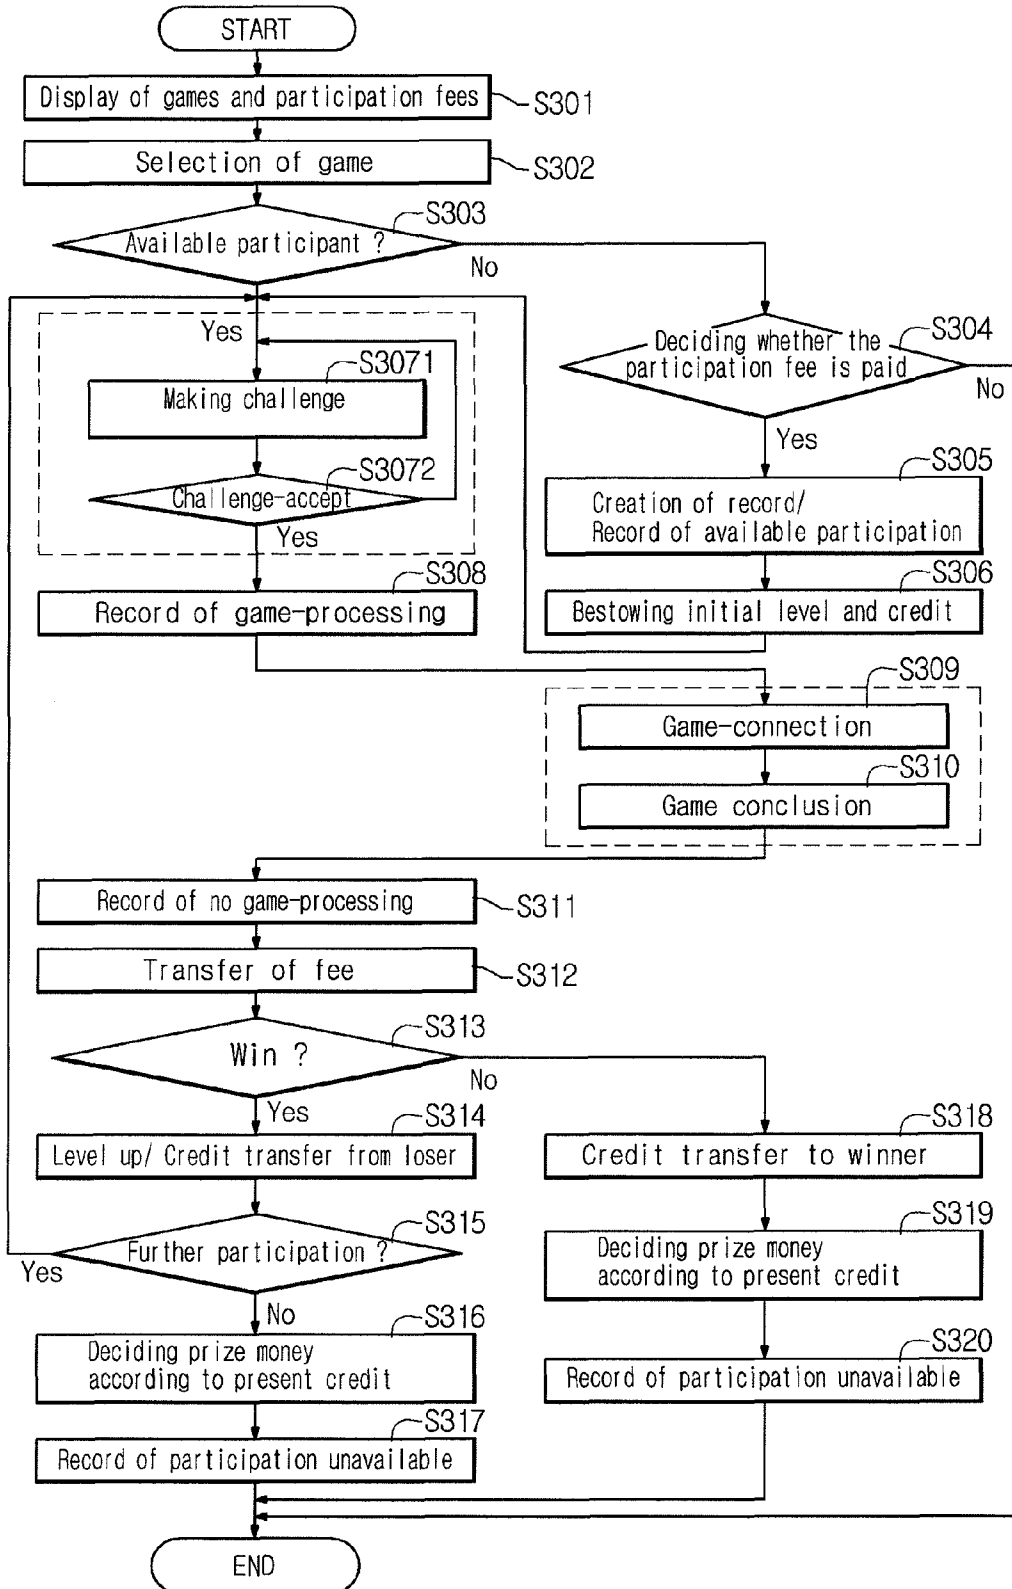 START
Display of games and participation fees
S301
Selection of game
S302
S303
Available participant ?
No
Yes
S304
Deciding whether the
participation fee is paid
No
Yes
S3071
Making challenge
S3072
Challenge-accept
Yes
S305
Creation of record/
Record of available participation
S306
Bestowing initial level and credit
S308
Record of game-processing
S309
Game-connection
S310
Game conclusion
Record of no game-processing
S311
Transfer of fee
S312
S313
Win ?
No
Yes
S314
Level up/ Credit transfer from loser
S315
Further participation ?
Yes
No
S316
Deciding prize money
according to present credit
S317
Record of participation unavailable
S318
Credit transfer to winner
S319
Deciding prize money
according to present credit
S320
Record of participation unavailable
END